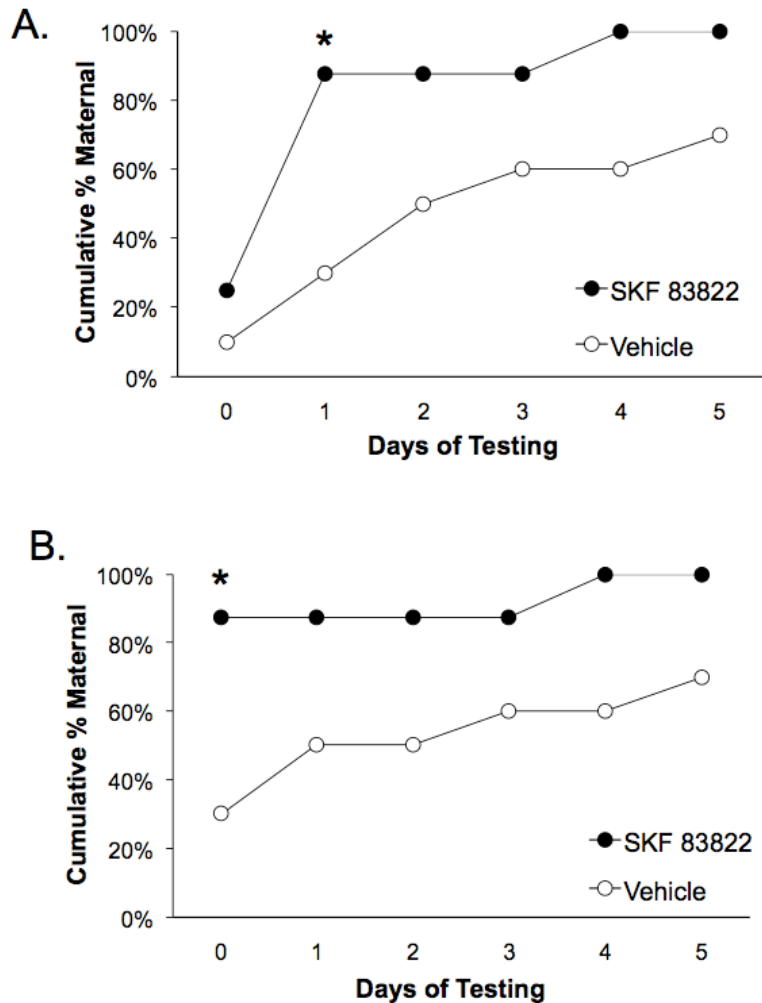 A.
*
100%
80%
60%
40%
20%
0%
Cumulative % Maternal
SKF 83822
Vehicle
0 1 2 3 4 5
Days of Testing
B.
*
100%
80%
60%
40%
20%
0%
Cumulative % Maternal
SKF 83822
Vehicle
0 1 2 3 4 5
Days of Testing